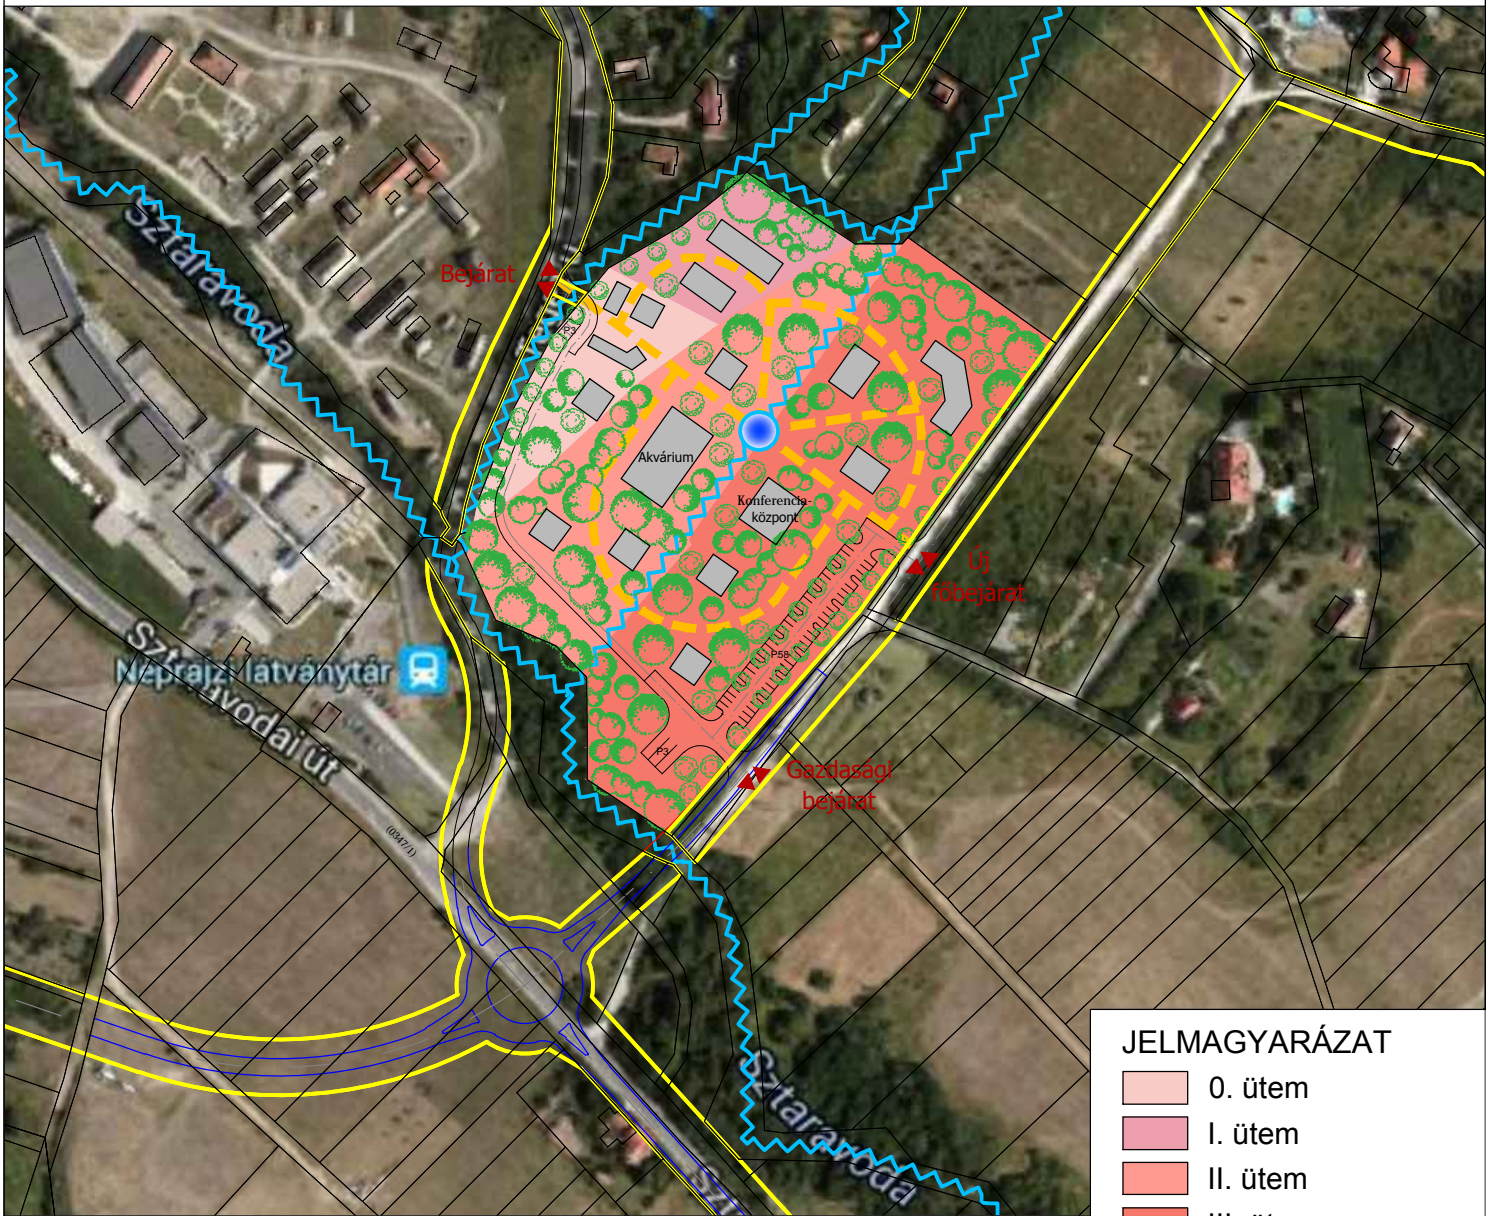 Sztaravoda
Bejárat
P3
Akvárium
Konferencia-
központ
Új
főbejárat
P58
P3
Gazdasági
bejárat
Néprajzi látványtár
Sztaravodai út
(0347/1)
Sztaravoda
JELMAGYARÁZAT
0. ütem
I. ütem
II. ütem